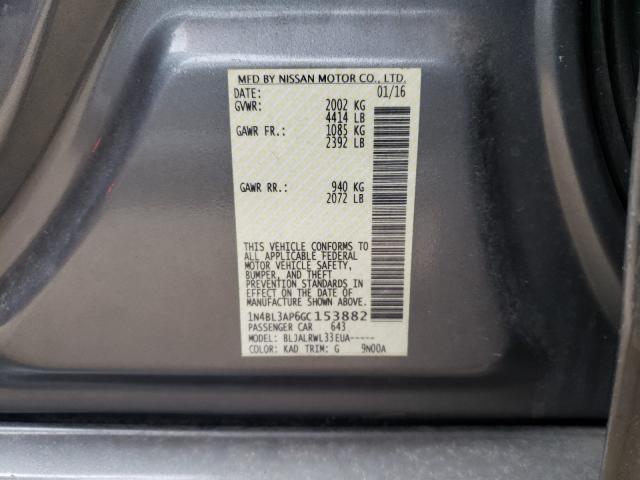 MFD BY NISSAN MOTOR CO., LTD.
DATE: 01/16
GVWR: 2002 KG
4414 LB
GAWR FR.: 1085 KG
2392 LB
GAWR RR.: 940 KG
2072 LB
THIS VEHICLE CONFORMS TO
ALL APPLICABLE FEDERAL
MOTOR VEHICLE SAFETY,
BUMPER, AND THEFT
PREVENTION STANDARDS IN
EFFECT ON THE DATE OF
MANUFACTURE SHOWN ABOVE.
1N4BL3AP6GC153882
PASSENGER CAR 643
MODEL: BLJALRWL33EUA-----
COLOR: KAD TRIM: G 9N00A